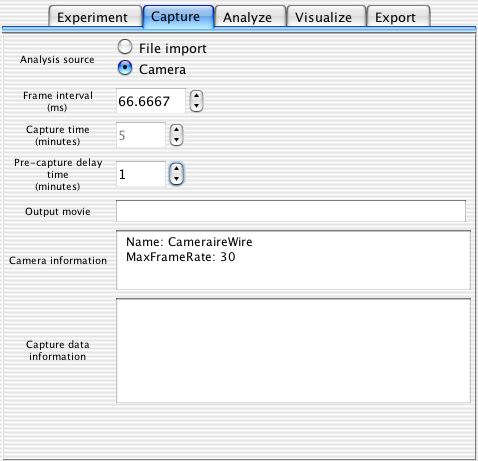 Experiment Capture Analyze Visualize Export
Analysis source
File import
Camera
Frame interval
(ms)
66.6667
Capture time
(minutes)
5
Pre-capture delay
time
(minutes)
1
Output movie
Camera information
Name: CameraireWire
MaxFrameRate: 30
Capture data
information